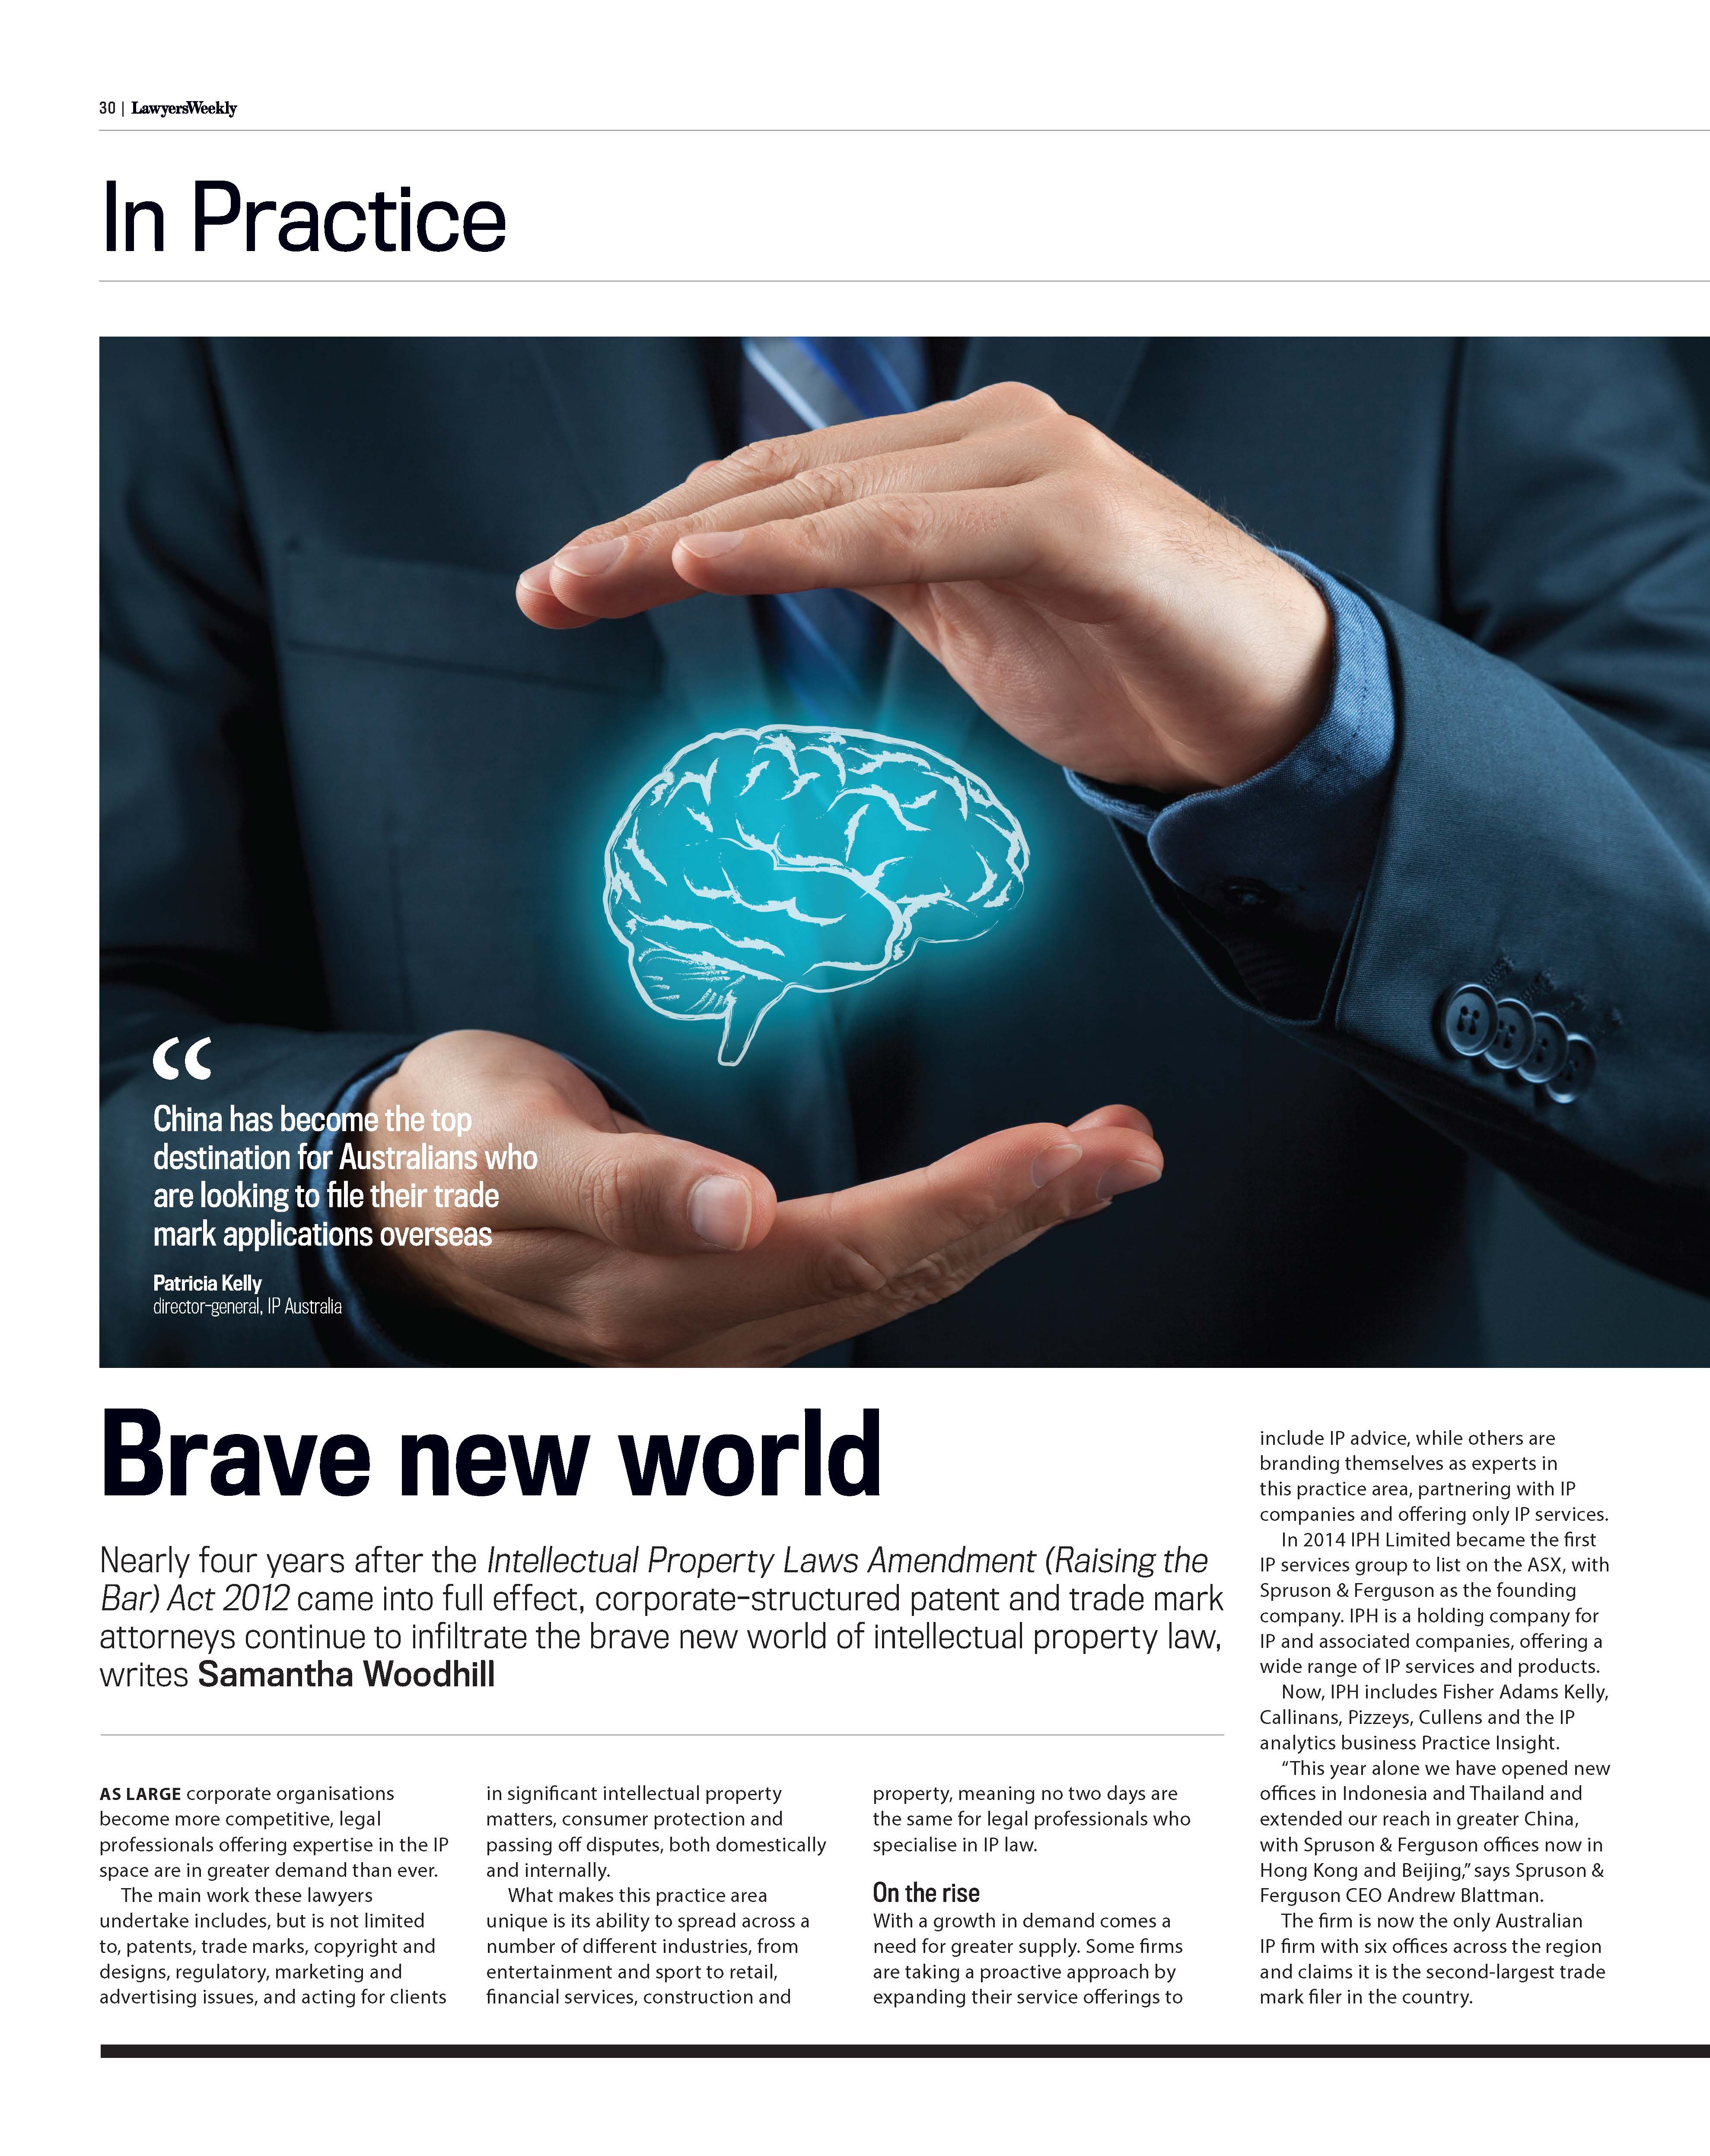 30 | LawyersWeekly
In Practice
“
China has become the top
destination for Australians who
are looking to file their trade
mark applications overseas
Patricia Kelly
director-general, IP Australia
Brave new world
Nearly four years after the Intellectual Property Laws Amendment (Raising the
Bar) Act 2012 came into full effect, corporate-structured patent and trade mark
attorneys continue to infiltrate the brave new world of intellectual property law,
writes Samantha Woodhill
AS LARGE corporate organisations
become more competitive, legal
professionals offering expertise in the IP
space are in greater demand than ever.
The main work these lawyers
undertake includes, but is not limited
to, patents, trade marks, copyright and
designs, regulatory, marketing and
advertising issues, and acting for clients
in significant intellectual property
matters, consumer protection and
passing off disputes, both domestically
and internally.
What makes this practice area
unique is its ability to spread across a
number of different industries, from
entertainment and sport to retail,
financial services, construction and
property, meaning no two days are
the same for legal professionals who
specialise in IP law.
On the rise
With a growth in demand comes a
need for greater supply. Some firms
are taking a proactive approach by
expanding their service offerings to
include IP advice, while others are
branding themselves as experts in
this practice area, partnering with IP
companies and offering only IP services.
In 2014 IPH Limited became the first
IP services group to list on the ASX, with
Spruson & Ferguson as the founding
company. IPH is a holding company for
IP and associated companies, offering a
wide range of IP services and products.
Now, IPH includes Fisher Adams Kelly,
Callinans, Pizzeys, Cullens and the IP
analytics business Practice Insight.
“This year alone we have opened new
offices in Indonesia and Thailand and
extended our reach in greater China,
with Spruson & Ferguson offices now in
Hong Kong and Beijing,” says Spruson &
Ferguson CEO Andrew Blattman.
The firm is now the only Australian
IP firm with six offices across the region
and claims it is the second-largest trade
mark filer in the country.